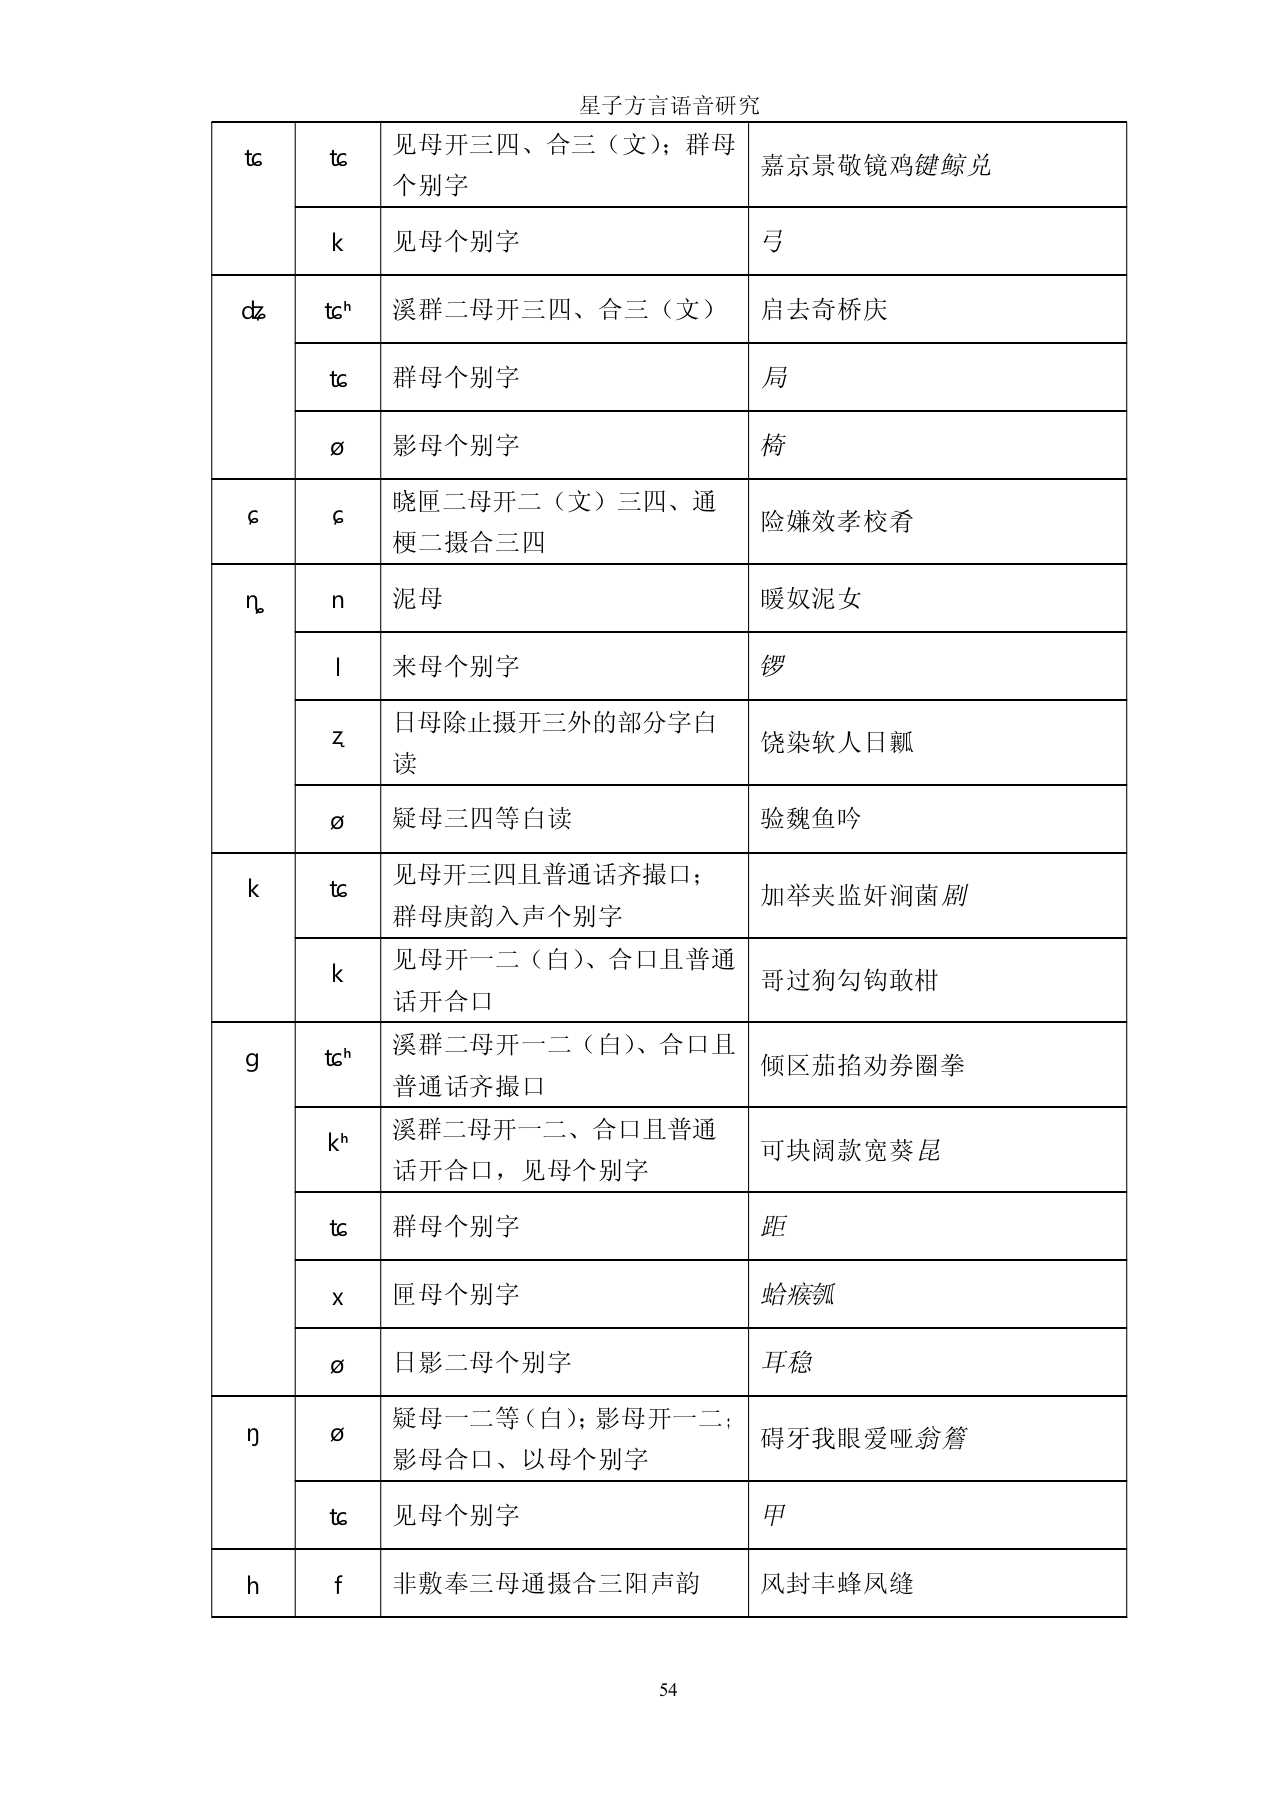 星子方言语音研究
tɕ tɕ 见母开三四、合三（文）；群母
个别字 嘉京景敬镜鸡键鲸兑
k 见母个别字 弓
dʑ tɕʰ 溪群二母开三四、合三（文） 启去奇桥庆
tɕ 群母个别字 局
ø 影母个别字 椅
ɕ ɕ 晓匣二母开二（文）三四、通
梗二摄合三四 险嫌效孝校肴
ȵ n 泥母 暖奴泥女
l 来母个别字 锣
ʐ 日母除止摄开三外的部分字白
读 饶染软人日瓤
ø 疑母三四等白读 验魏鱼吟
k tɕ 见母开三四且普通话齐撮口；
群母庚韵入声个别字 加举夹监奸涧菌剧
k 见母开一二（白）、合口且普通
话开合口 哥过狗勾钩敢柑
g tɕʰ 溪群二母开一二（白）、合口且
普通话齐撮口 倾区茄掐劝券圈拳
kʰ 溪群二母开一二、合口且普通
话开合口，见母个别字 可块阔款宽葵昆
tɕ 群母个别字 距
x 匣母个别字 蛤瘊瓠
ø 日影二母个别字 耳稳
ŋ ø 疑母一二等（白）；影母开一二；
影母合口、以母个别字 碍牙我眼爱哑翁簷
tɕ 见母个别字 甲
h f 非敷奉三母通摄合三阳声韵 风封丰蜂凤缝
54